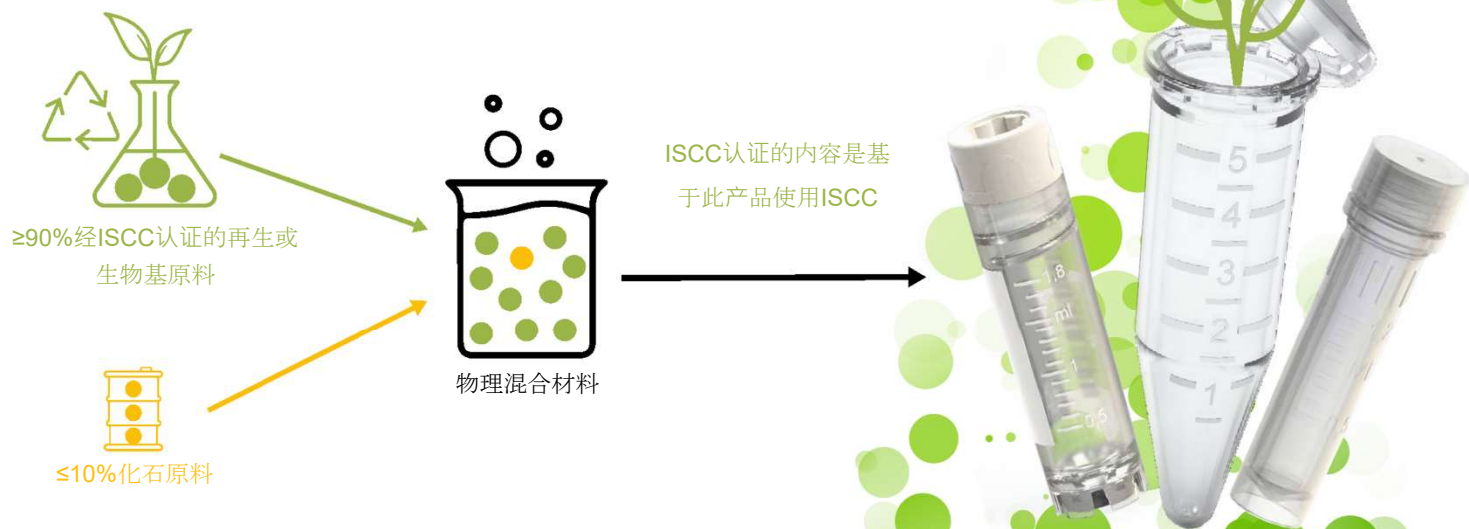 ≥90%经ISCC认证的再生或
生物基原料
≤10%化石原料
物理混合材料
ISCC认证的内容是基
于此产品使用ISCC
1,8
ml
1
0,5
5
4
3
2
1